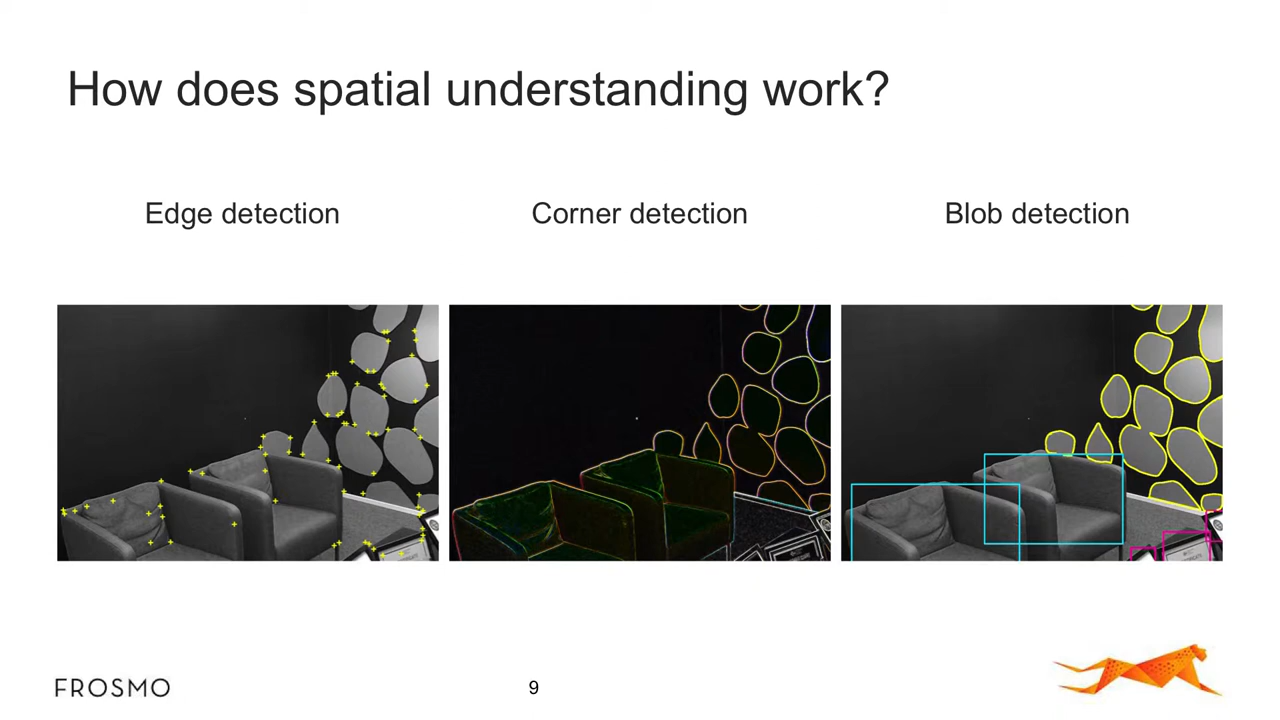 How does spatial understanding work?
Edge detection
Corner detection
Blob detection
FROSMO
9